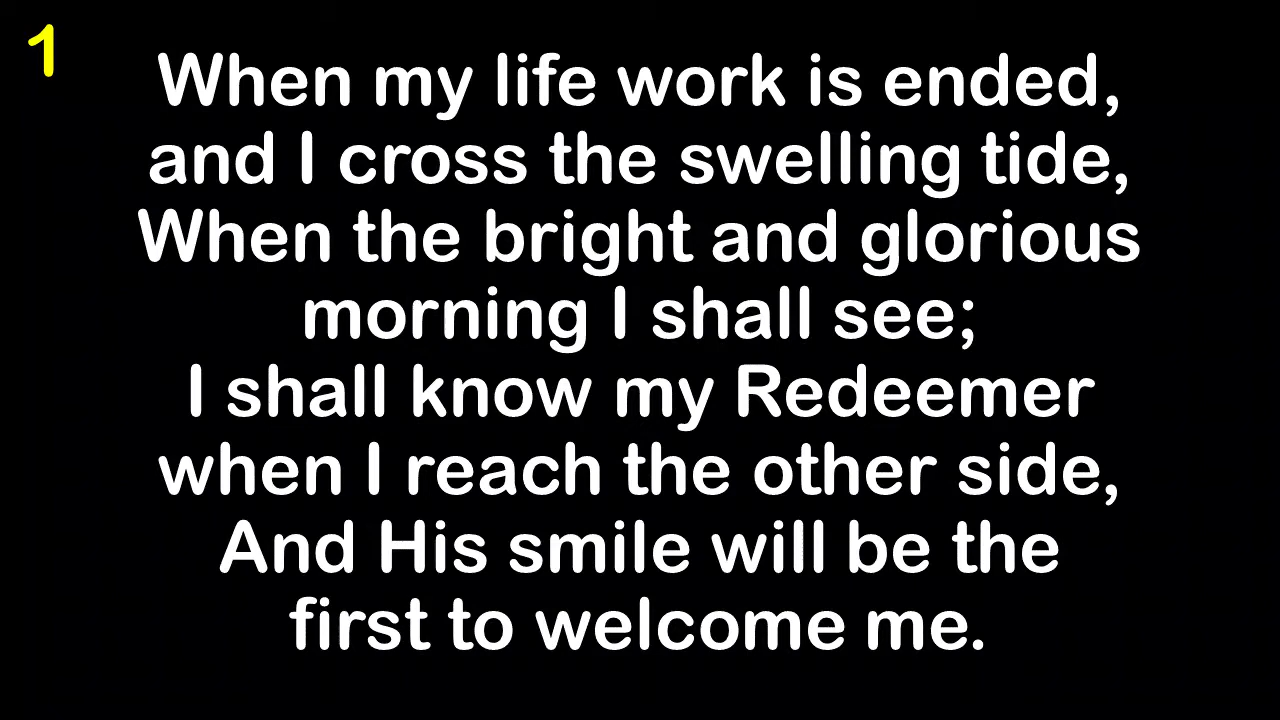 1
When my life work is ended,
and I cross the swelling tide,
When the bright and glorious
morning I shall see;
I shall know my Redeemer
when I reach the other side,
And His smile will be the
first to welcome me.